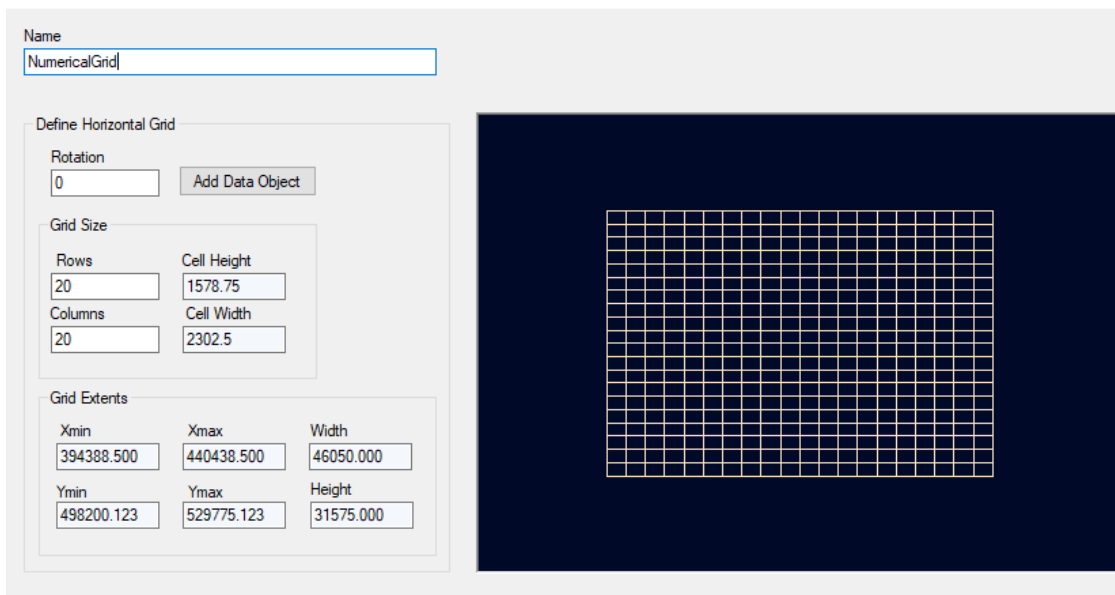 Name
NumericalGrid
Define Horizontal Grid
Rotation
0
Add Data Object
Grid Size
Rows
Cell Height
20
1578.75
Columns
Cell Width
20
2302.5
Grid Extents
Xmin
Xmax
Width
394388.500
440438.500
46050.000
Ymin
Ymax
Height
498200.123
529775.123
31575.000